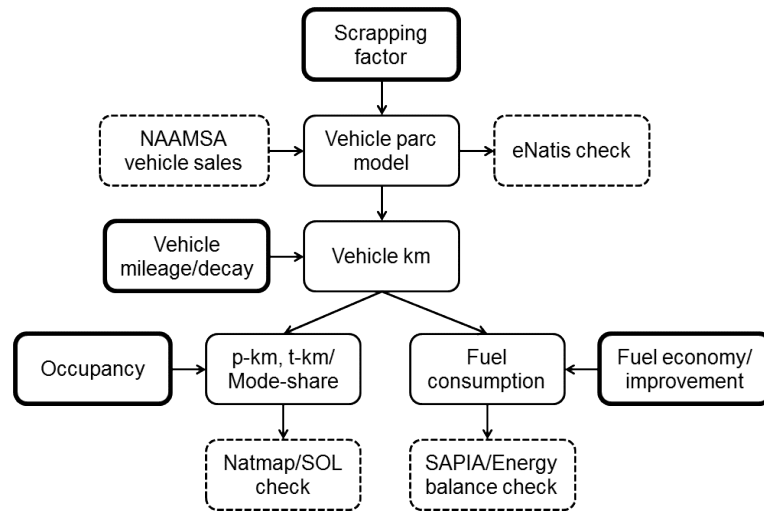 Scrapping
factor
NAAMSA
vehicle sales
Vehicle parc
model
eNatis check
Vehicle
mileage/decay
Vehicle km
Occupancy
p-km, t-km/
Mode-share
Fuel
consumption
Fuel economy/
improvement
Natmap/SOL
check
SAPIA/Energy
balance check